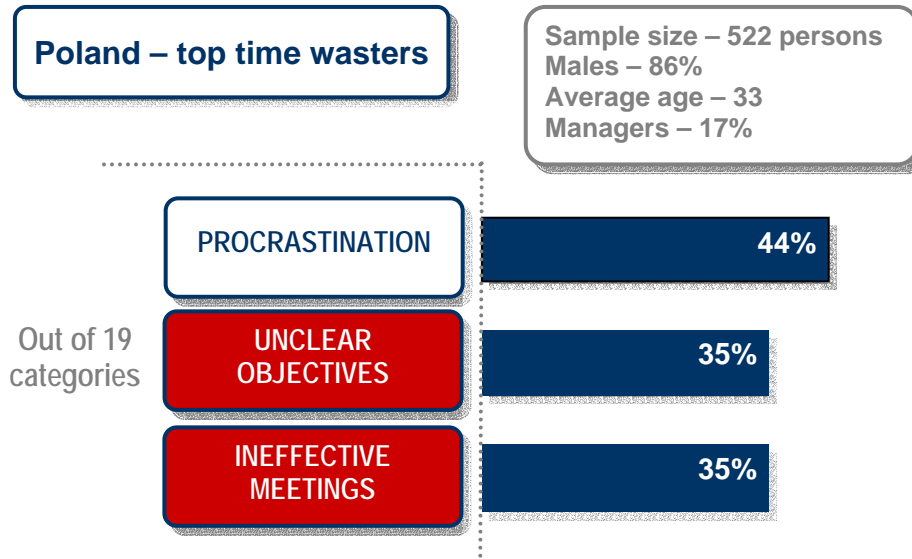 Poland – top time wasters
Sample size – 522 persons
Males – 86%
Average age – 33
Managers – 17%
PROCRASTINATION
44%
Out of 19
categories
UNCLEAR
OBJECTIVES
35%
INEFFECTIVE
MEETINGS
35%